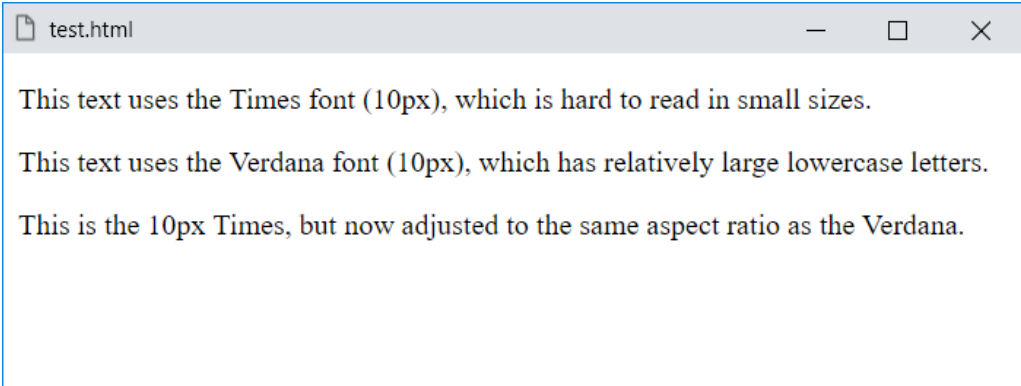 test.html
This text uses the Times font (10px), which is hard to read in small sizes.
This text uses the Verdana font (10px), which has relatively large lowercase letters.
This is the 10px Times, but now adjusted to the same aspect ratio as the Verdana.